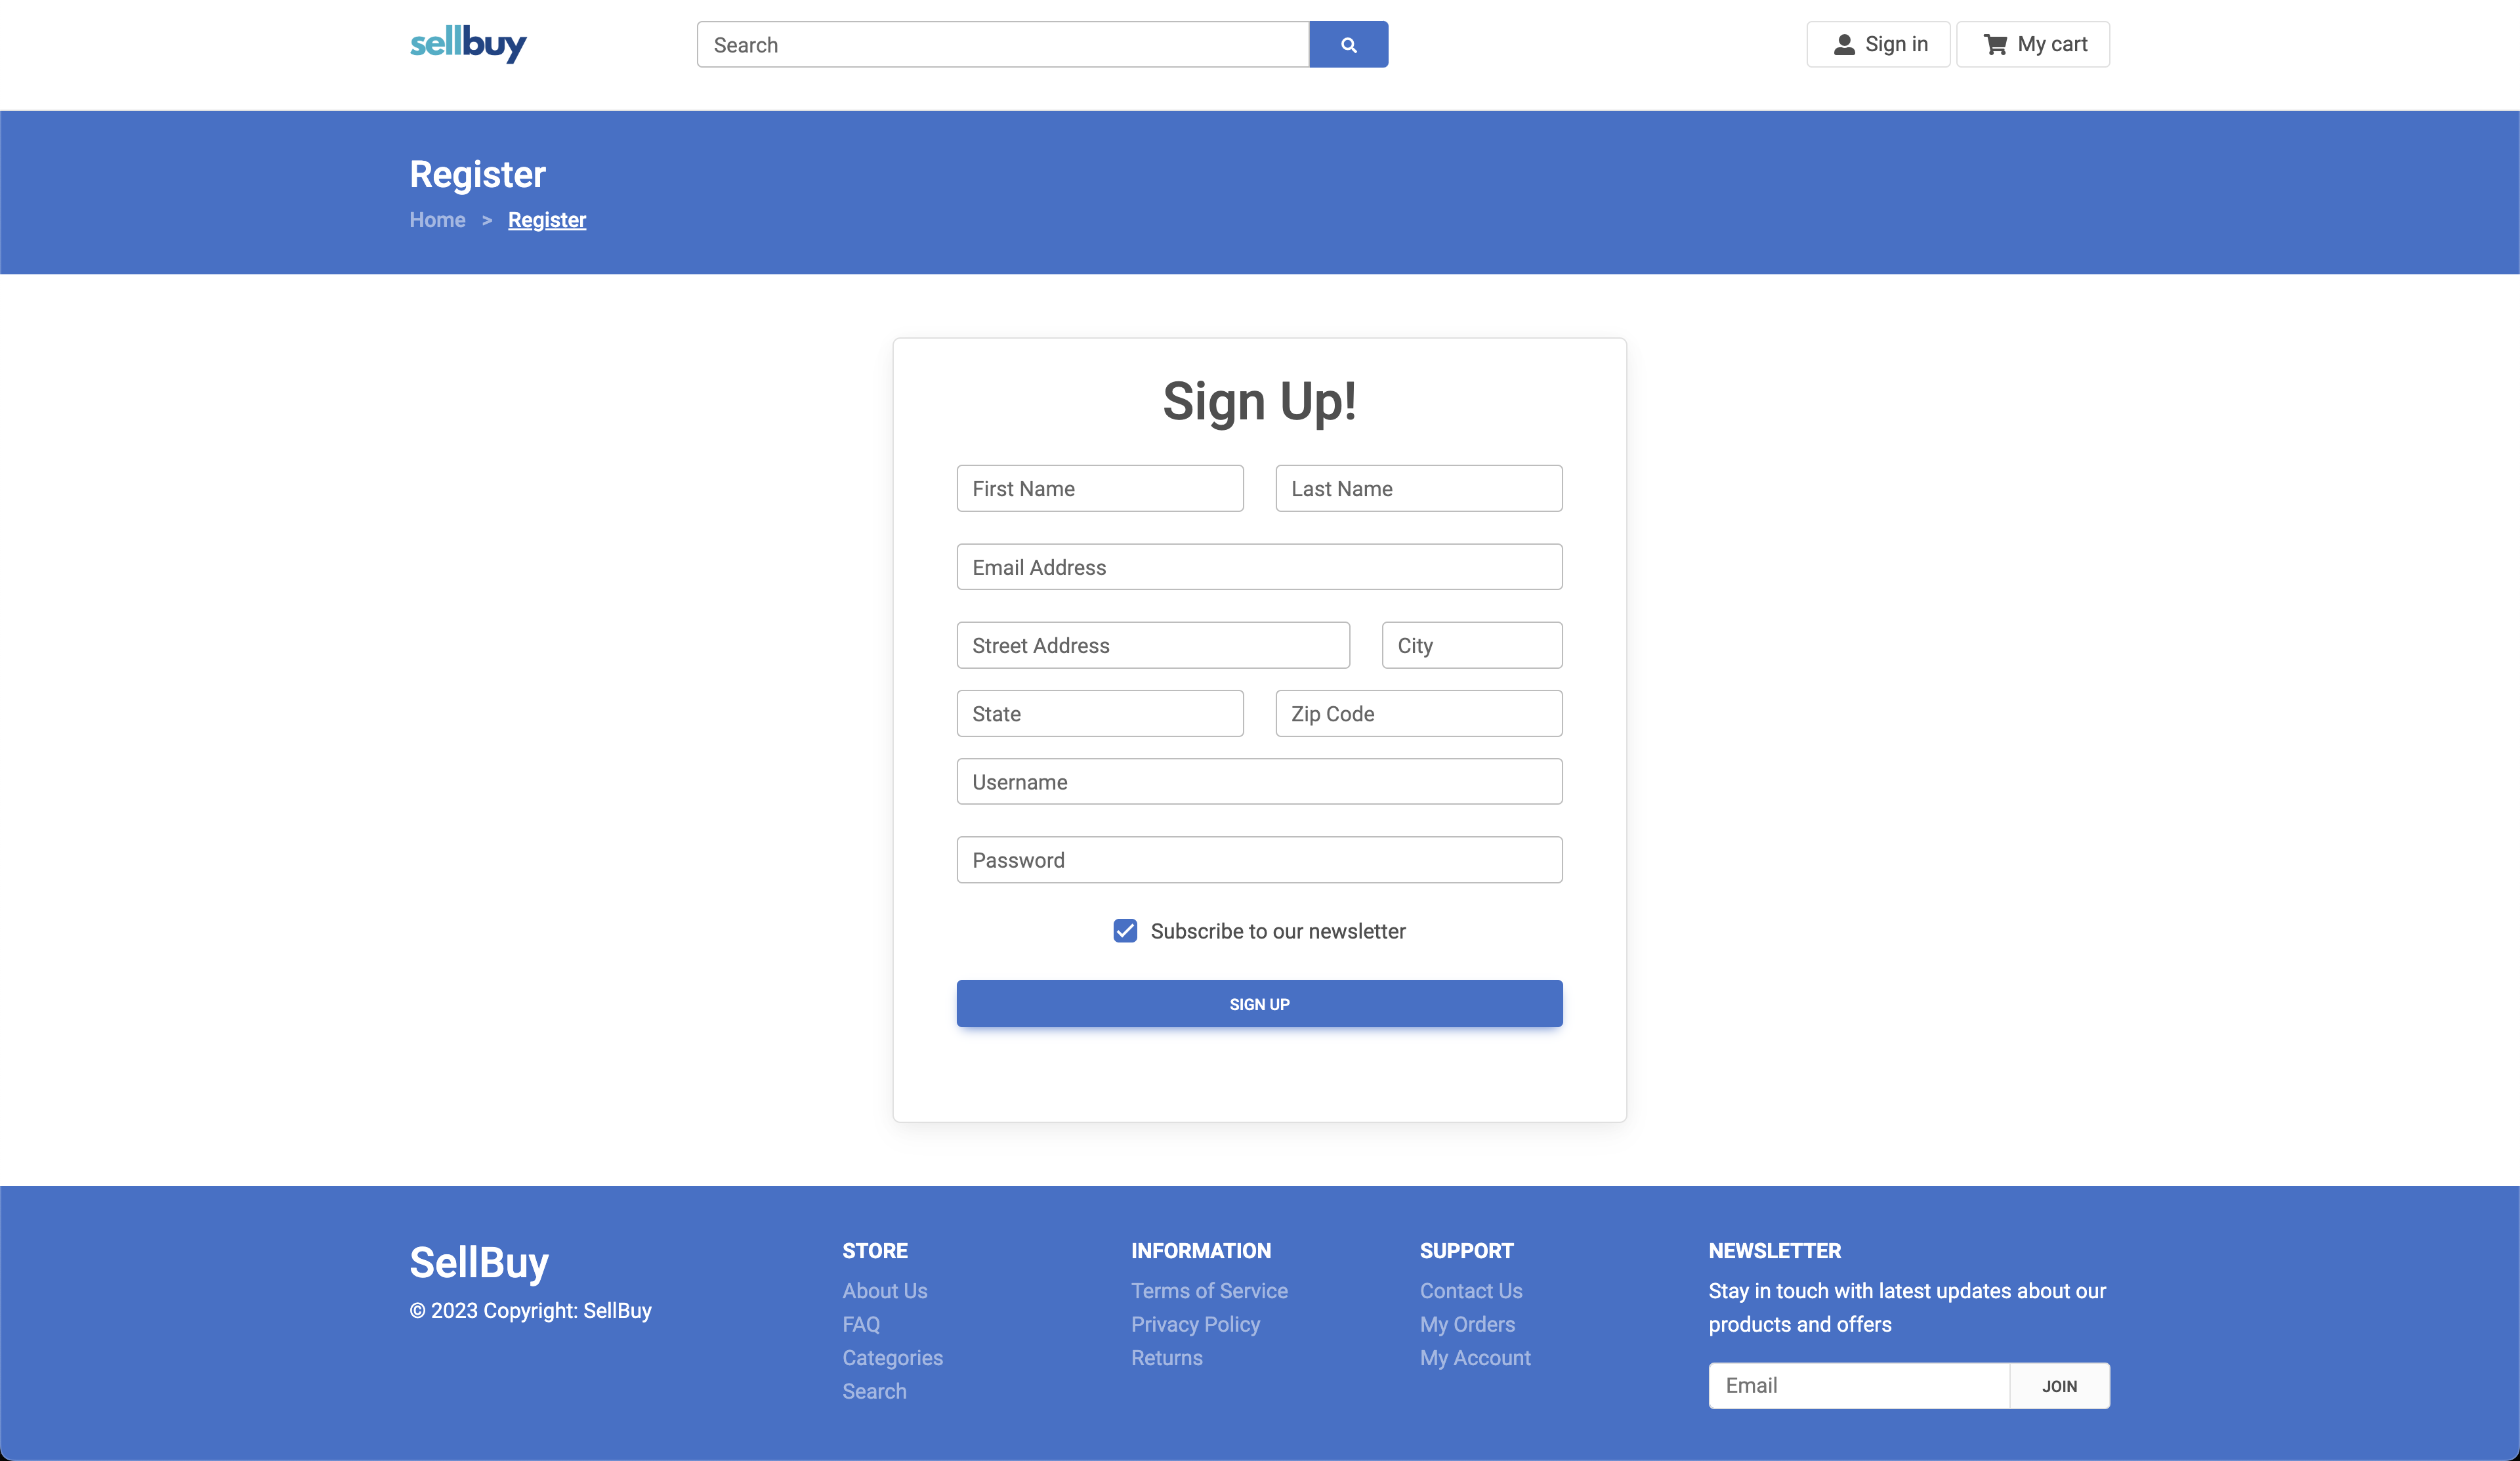 sellbuy
Search
Sign in
My cart
Register
Home > Register
Sign Up!
First Name
Last Name
Email Address
Street Address
City
State
Zip Code
Username
Password
Subscribe to our newsletter
SIGN UP
SellBuy
© 2023 Copyright: SellBuy
STORE
About Us
FAQ
Categories
Search
INFORMATION
Terms of Service
Privacy Policy
Returns
SUPPORT
Contact Us
My Orders
My Account
NEWSLETTER
Stay in touch with latest updates about our
products and offers
Email
JOIN